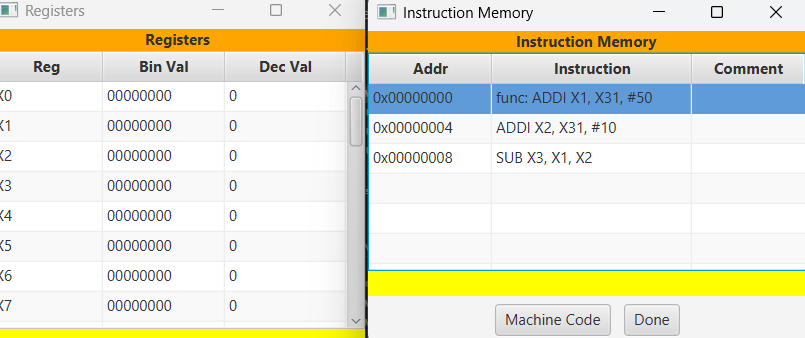 Registers
Registers
Reg Bin Val Dec Val
X0 00000000 0
X1 00000000 0
X2 00000000 0
X3 00000000 0
X4 00000000 0
X5 00000000 0
X6 00000000 0
X7 00000000 0
Instruction Memory
Instruction Memory
Addr Instruction Comment
0x00000000 func: ADDI X1, X31, #50
0x00000004 ADDI X2, X31, #10
0x00000008 SUB X3, X1, X2
Machine Code Done